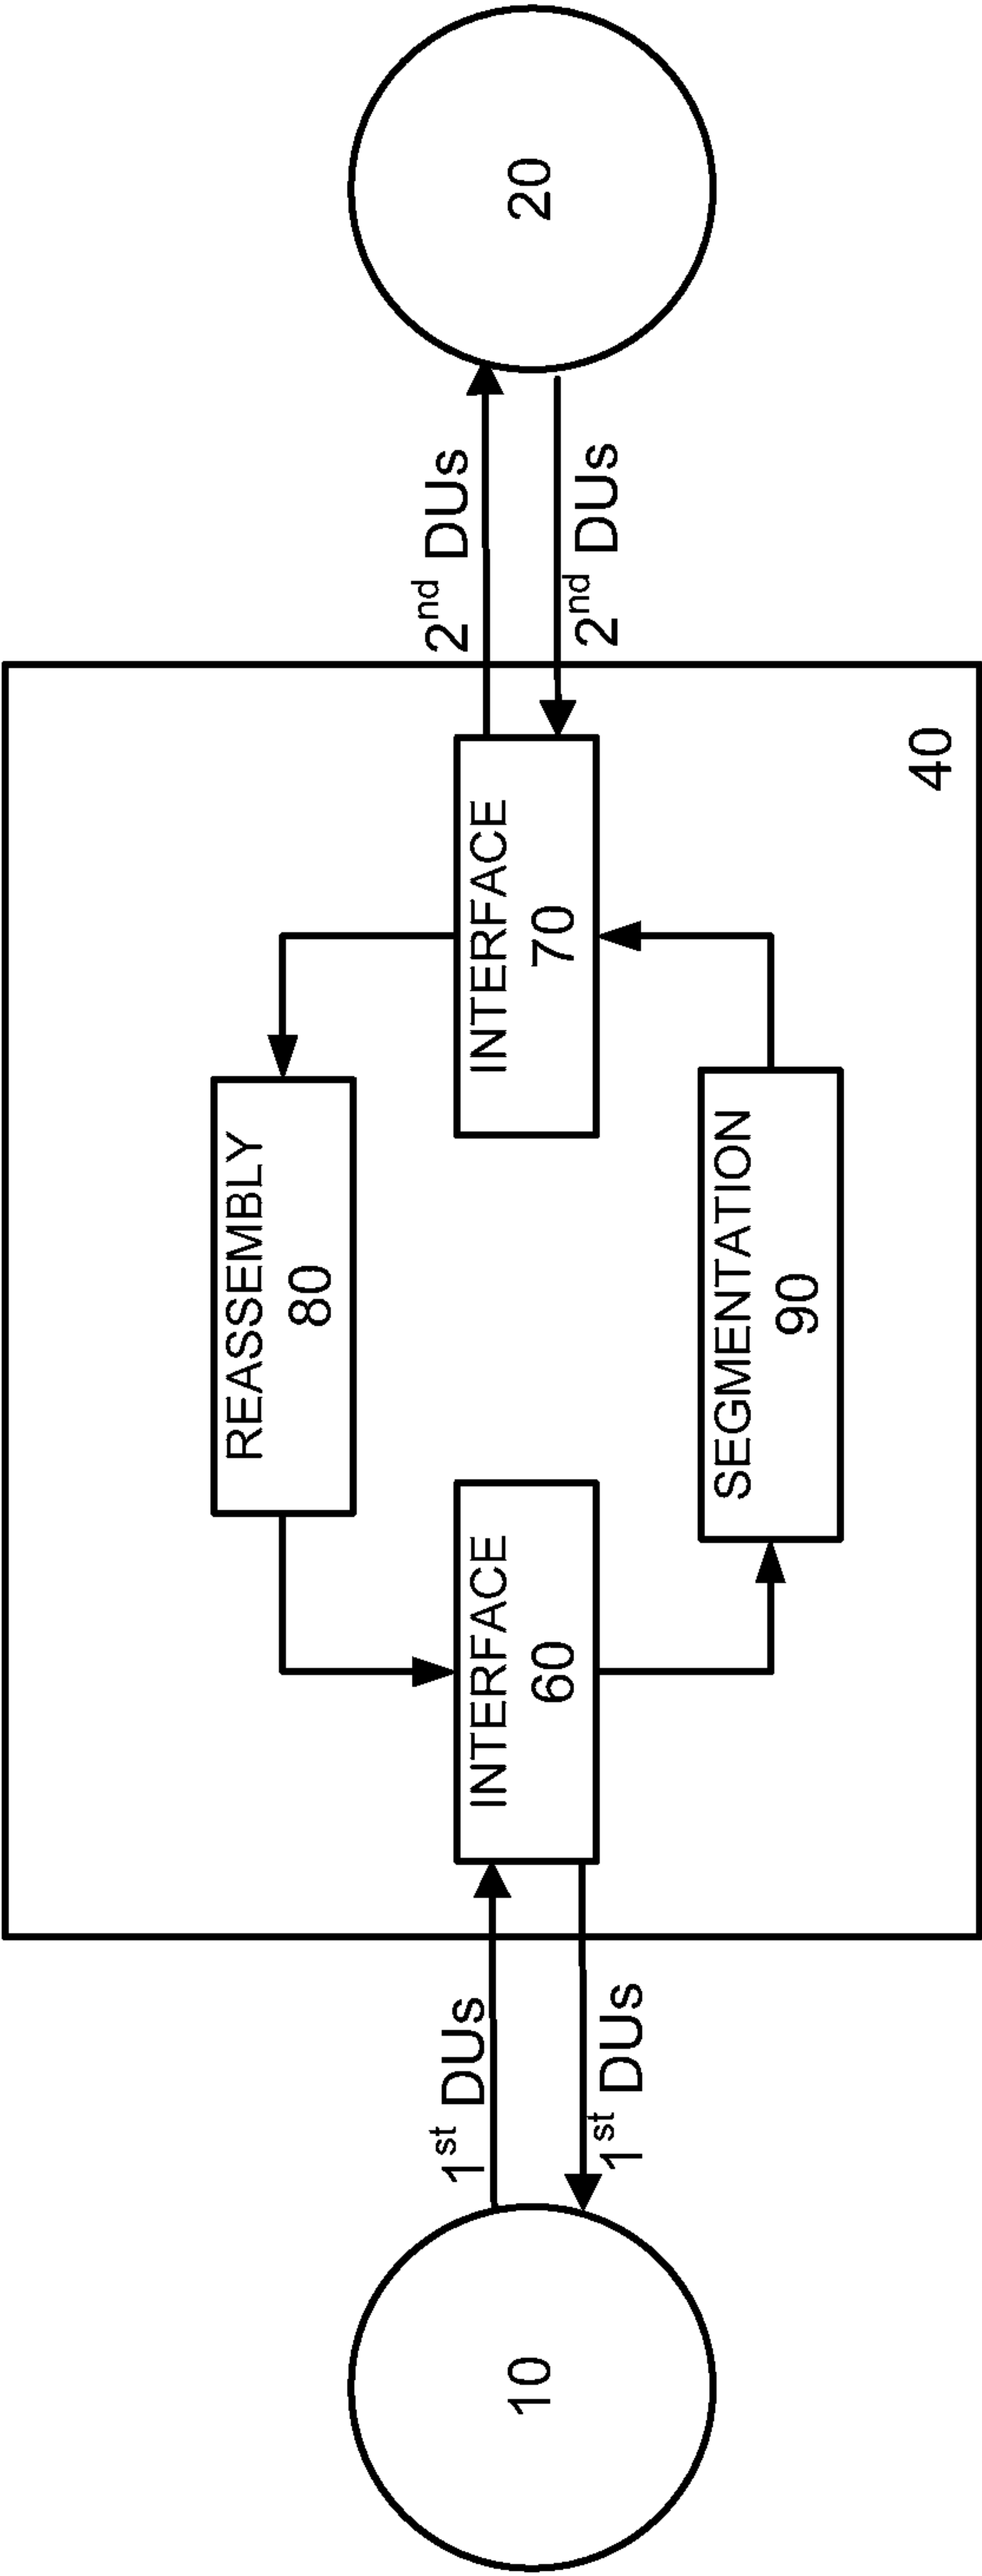 REASSEMBLY
80
1st DUs
2nd DUs
10
INTERFACE
60
INTERFACE
70
20
1st DUs
2nd DUs
SEGMENTATION
90
40